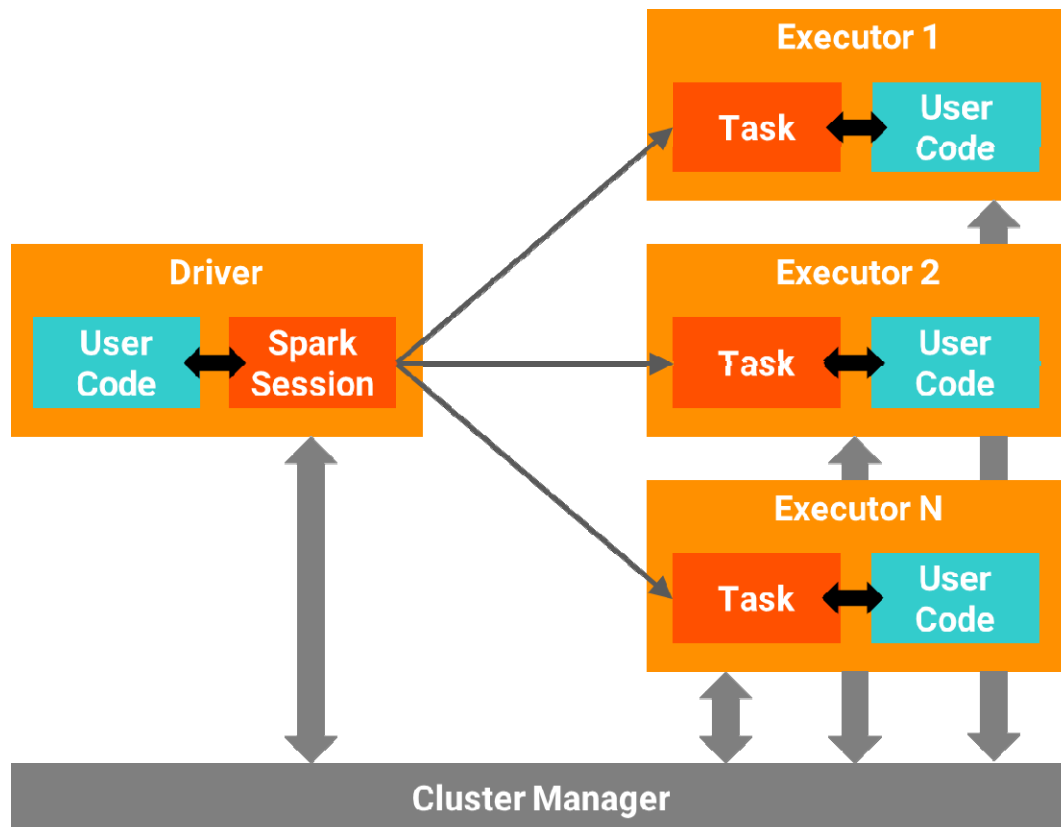 Executor 1
Task
User
Code
Driver
User
Code
Spark
Session
Executor 2
Task
User
Code
Executor N
Task
User
Code
Cluster Manager